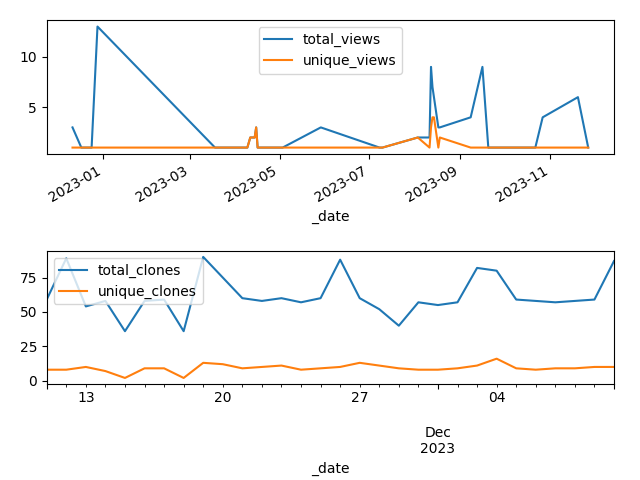 10
5
total_views
unique_views
2023-01
2023-03
2023-05
2023-07
2023-09
2023-11
_date
75
50
25
0
total_clones
unique_clones
13
20
27
04
Dec
2023
_date